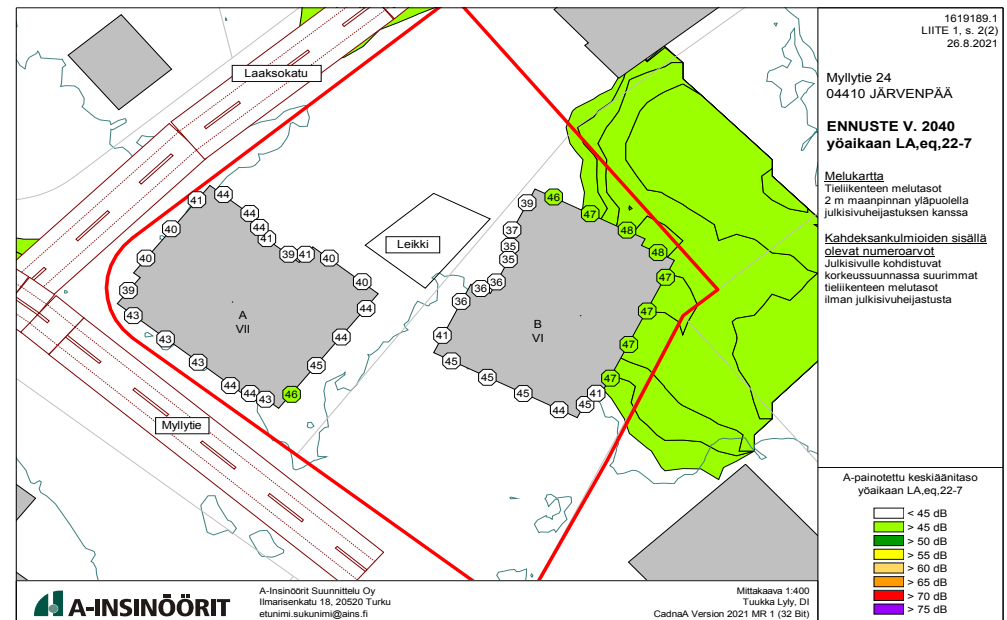 1619189.1
LIITE 1, s. 2(2)
26.8.2021
Myllytie 24
04410 JÄRVENPÄÄ
ENNUSTE V. 2040
yöaikaan LA,eq,22-7
Melukartta
Tieliikenteen melutasot
2 m maanpinnan yläpuolella
julkisivuheijastuksen kanssa
Kahdeksankulmioiden sisällä
olevat numeroarvot
Julkisivulle kohdistuvat
korkeussuunnassa suurimmat
tieliikenteen melutasot
ilman julkisivuheijastusta
Laaksokatu
Leikki
Myllytie
A
VII
B
VI
41
44
44
44
41
39
41
40
40
44
44
45
46
43
44
44
43
43
43
39
40
40
39
46
47
48
48
47
47
47
47
41
45
44
45
45
45
41
36
36
36
35
35
37
A-painotettu keskiäänitaso
yöaikaan LA,eq,22-7
< 45 dB
> 45 dB
> 50 dB
> 55 dB
> 60 dB
> 65 dB
> 70 dB
> 75 dB
A-INSINÖÖRIT
A-Insinöörit Suunnittelu Oy
Ilmarisenkatu 18, 20520 Turku
etunimi.sukunimi@ains.fi
Mittakaava 1:400
Tuukka Lyly, DI
CadnaA Version 2021 MR 1 (32 Bit)